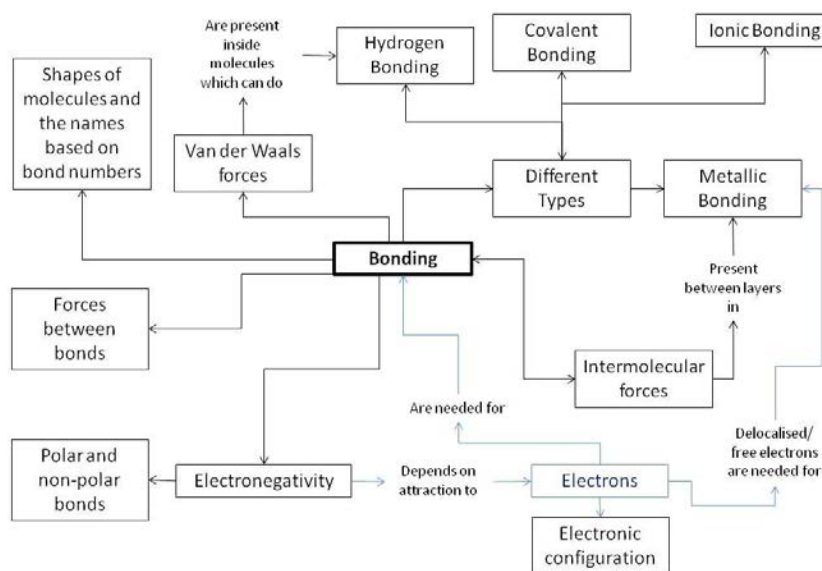 Are present
inside
molecules
which can do
Hydrogen
Bonding
Covalent
Bonding
Ionic Bonding
Shapes of
molecules and
the names
based on
bond numbers
Van der Waals
forces
Different
Types
Metallic
Bonding
Bonding
Present
between layers
in
Forces
between
bonds
Intermolecular
forces
Are needed for
Delocalised/
free electrons
are needed for
Polar and
non-polar
bonds
Electronegativity
Depends on
attraction to
Electrons
Electronic
configuration